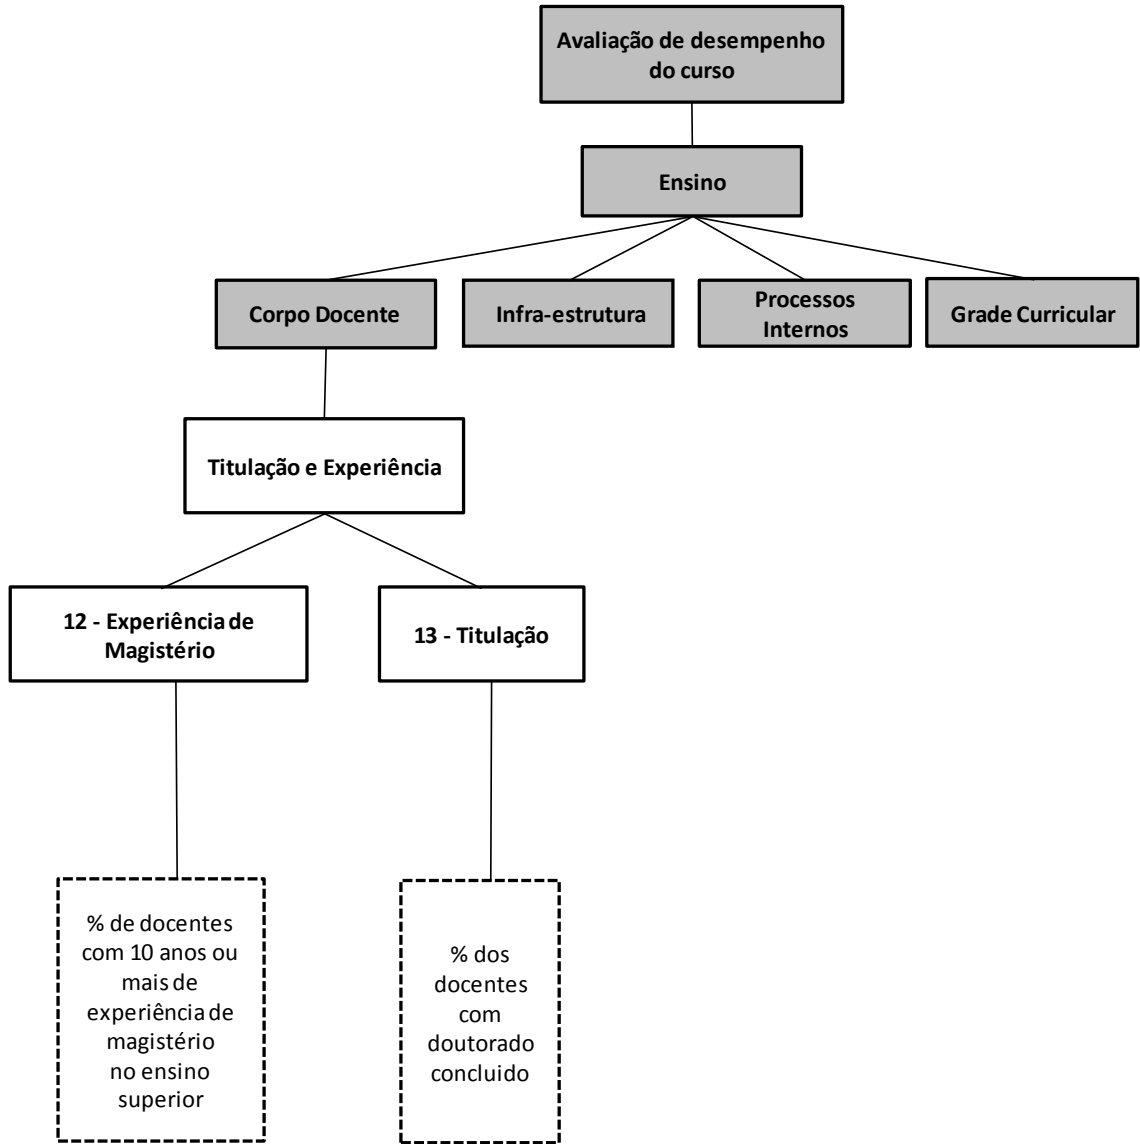 Avaliação de desempenho
do curso
Ensino
Corpo Docente
Infra-estrutura
Processos
Internos
Grade Curricular
Titulação e Experiência
12 - Experiência de
Magistério
13 - Titulação
% de docentes
com 10 anos ou
mais de
experiência de
magistério
no ensino
superior
% dos
docentes
com
doutorado
concluido